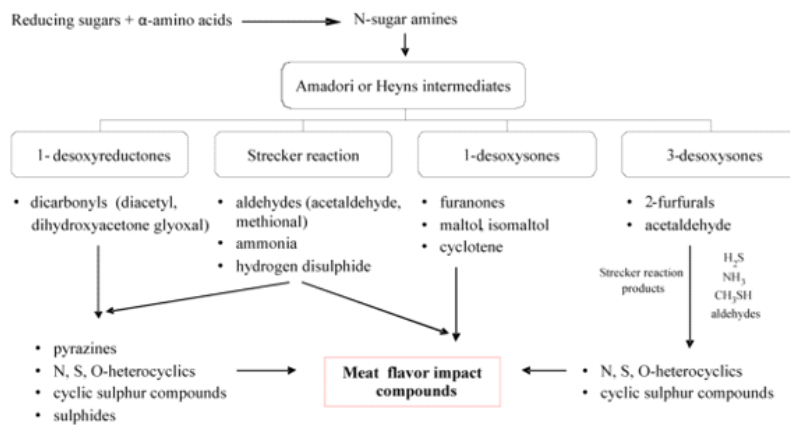 Reducing sugars + α-amino acids
N-sugar amines
Amadori or Heyns intermediates
1- desoxyreductones
Strecker reaction
1-desoxysones
3-desoxysones
• dicarbonyls (diacetyl,
dihydroxyacetone glyoxal)
• aldehydes (acetaldehyde,
methional)
• ammonia
• hydrogen disulphide
• furanones
• maltol, isomaltol
• cyclotene
• 2-furfurals
• acetaldehyde
Strecker reaction
products
H₂S
NH₃
CH₃SH
aldehydes
• pyrazines
• N, S, O-heterocyclics
• cyclic sulphur compounds
• sulphides
Meat flavor impact
compounds
• N, S, O-heterocyclics
• cyclic sulphur compounds